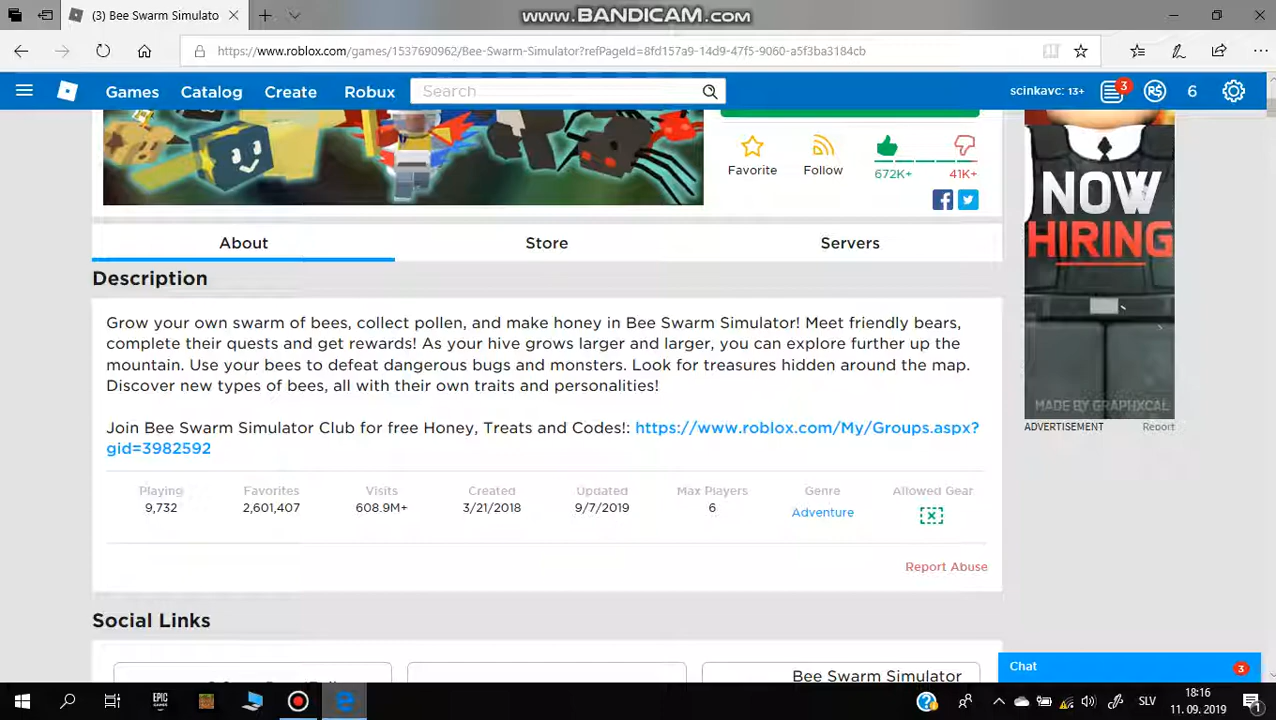 (3) Bee Swarm Simulato
www.BANDICAM.com
https://www.roblox.com/games/1537690962/Bee-Swarm-Simulator?refPageId=8fd157a9-14d9-47f5-9060-a5f3ba3184cb
Games Catalog Create Robux Search scinkavc: 13+ 3 6
Favorite Follow 672K+ 41K+
About Store Servers
Description
Grow your own swarm of bees, collect pollen, and make honey in Bee Swarm Simulator! Meet friendly bears,
complete their quests and get rewards! As your hive grows larger and larger, you can explore further up the
mountain. Use your bees to defeat dangerous bugs and monsters. Look for treasures hidden around the map.
Discover new types of bees, all with their own traits and personalities!
Join Bee Swarm Simulator Club for free Honey, Treats and Codes!: https://www.roblox.com/My/Groups.aspx?
gid=3982592
Playing Favorites Visits Created Updated Max Players Genre Allowed Gear
9,732 2,601,407 608.9M+ 3/21/2018 9/7/2019 6 Adventure
Report Abuse
Social Links
Bee Swarm Simulator
NOW
HIRING
MADE BY GRAPHXCAL
ADVERTISEMENT Report
Chat 3
EPIC GAMES
SLV
18:16
11. 09. 2019
1